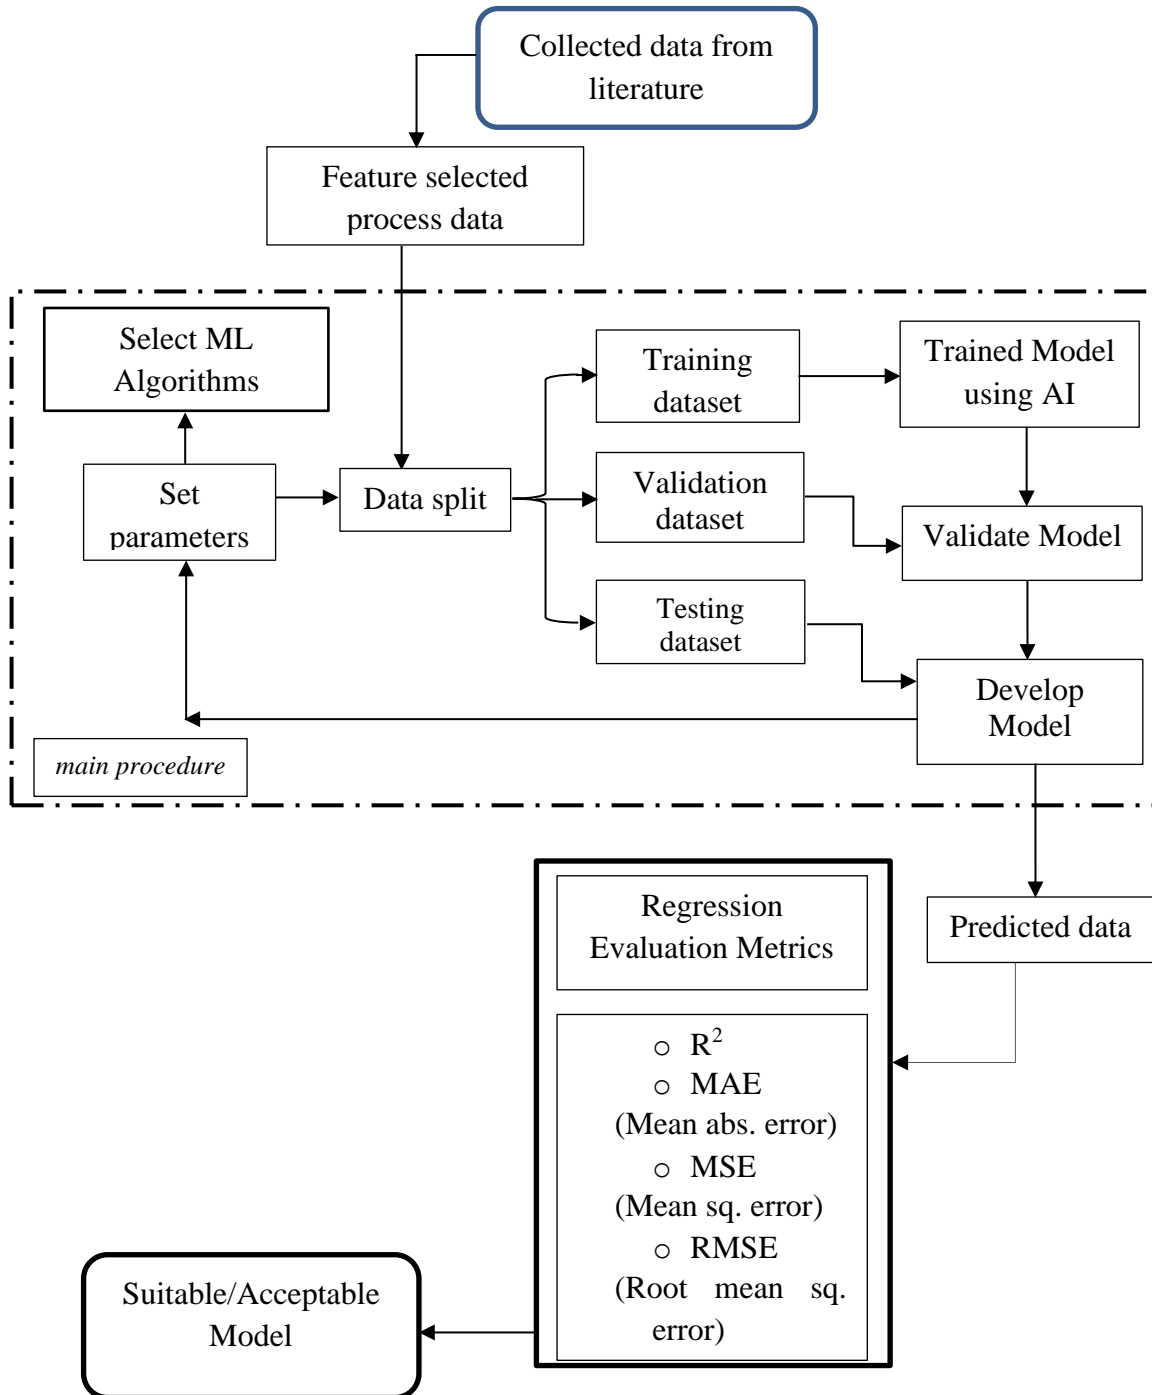 Collected data from
literature
Feature selected
process data
Select ML
Algorithms
Training
dataset
Trained Model
using AI
Set
parameters
Data split
Validation
dataset
Validate Model
Testing
dataset
Develop
Model
main procedure
Regression
Evaluation Metrics
Predicted data
○ R²
○ MAE
(Mean abs. error)
○ MSE
(Mean sq. error)
○ RMSE
(Root mean sq.
error)
Suitable/Acceptable
Model